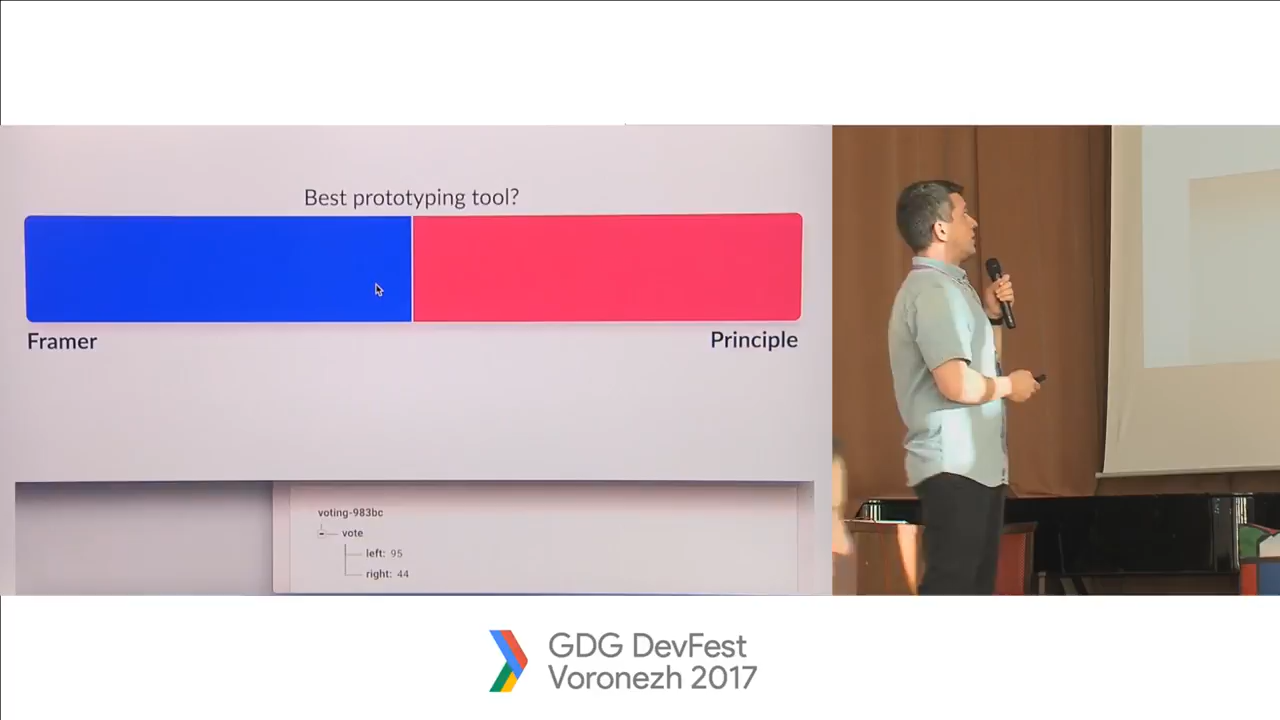 Best prototyping tool?
Framer
Principle
voting-983bc
vote
left: 95
right: 44
GDG DevFest
Voronezh 2017